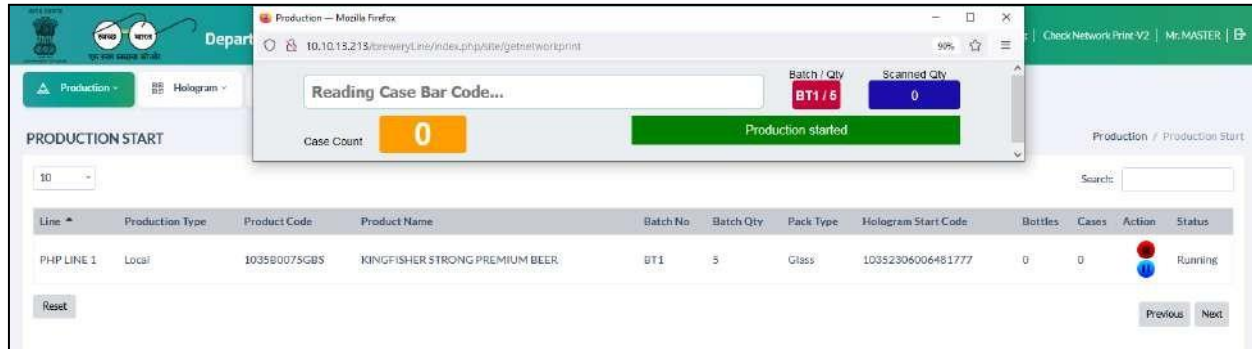 Production — Mozilla Firefox
स्वच्छ भारत
Depart
10.10.13.213/breweryLine/index.php/site/getnetworkprint
90%
Check Network Print-V2 | Mr.MASTER |
Production
Hologram
Reading Case Bar Code...
Batch / Qty
BT1 / 5
Scanned Qty
0
Case Count
0
Production started
PRODUCTION START
Production / Production Start
10
Search:
Line Production Type Product Code Product Name Batch No Batch Qty Pack Type Hologram Start Code Bottles Cases Action Status
PHP LINE 1 Local KINGFISHER STRONG PREMIUM BEER BT1 5 Glass 10352306006481777 0 0 Running
Reset
Previous Next